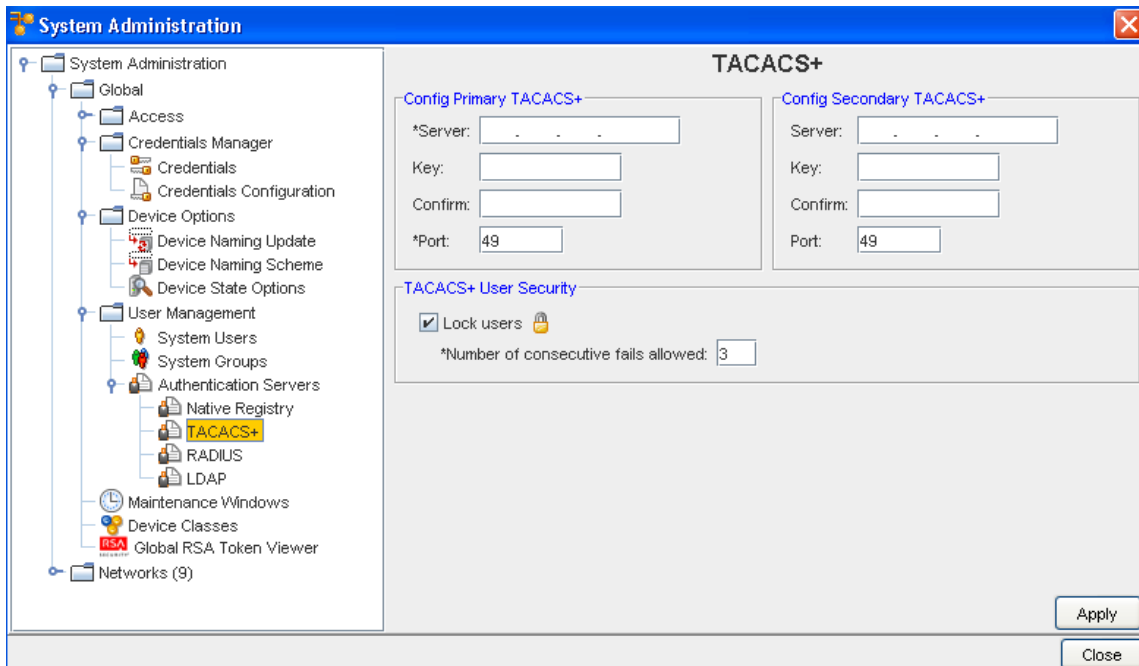 System Administration
System Administration
Global
Access
Credentials Manager
Credentials
Credentials Configuration
Device Options
Device Naming Update
Device Naming Scheme
Device State Options
User Management
System Users
System Groups
Authentication Servers
Native Registry
TACACS+
RADIUS
LDAP
Maintenance Windows
Device Classes
RSA Global RSA Token Viewer
Networks (9)
TACACS+
Config Primary TACACS+
*Server: . . .
Key:
Confirm:
*Port: 49
Config Secondary TACACS+
Server: . . .
Key:
Confirm:
Port: 49
TACACS+ User Security
Lock users
*Number of consecutive fails allowed: 3
Apply
Close